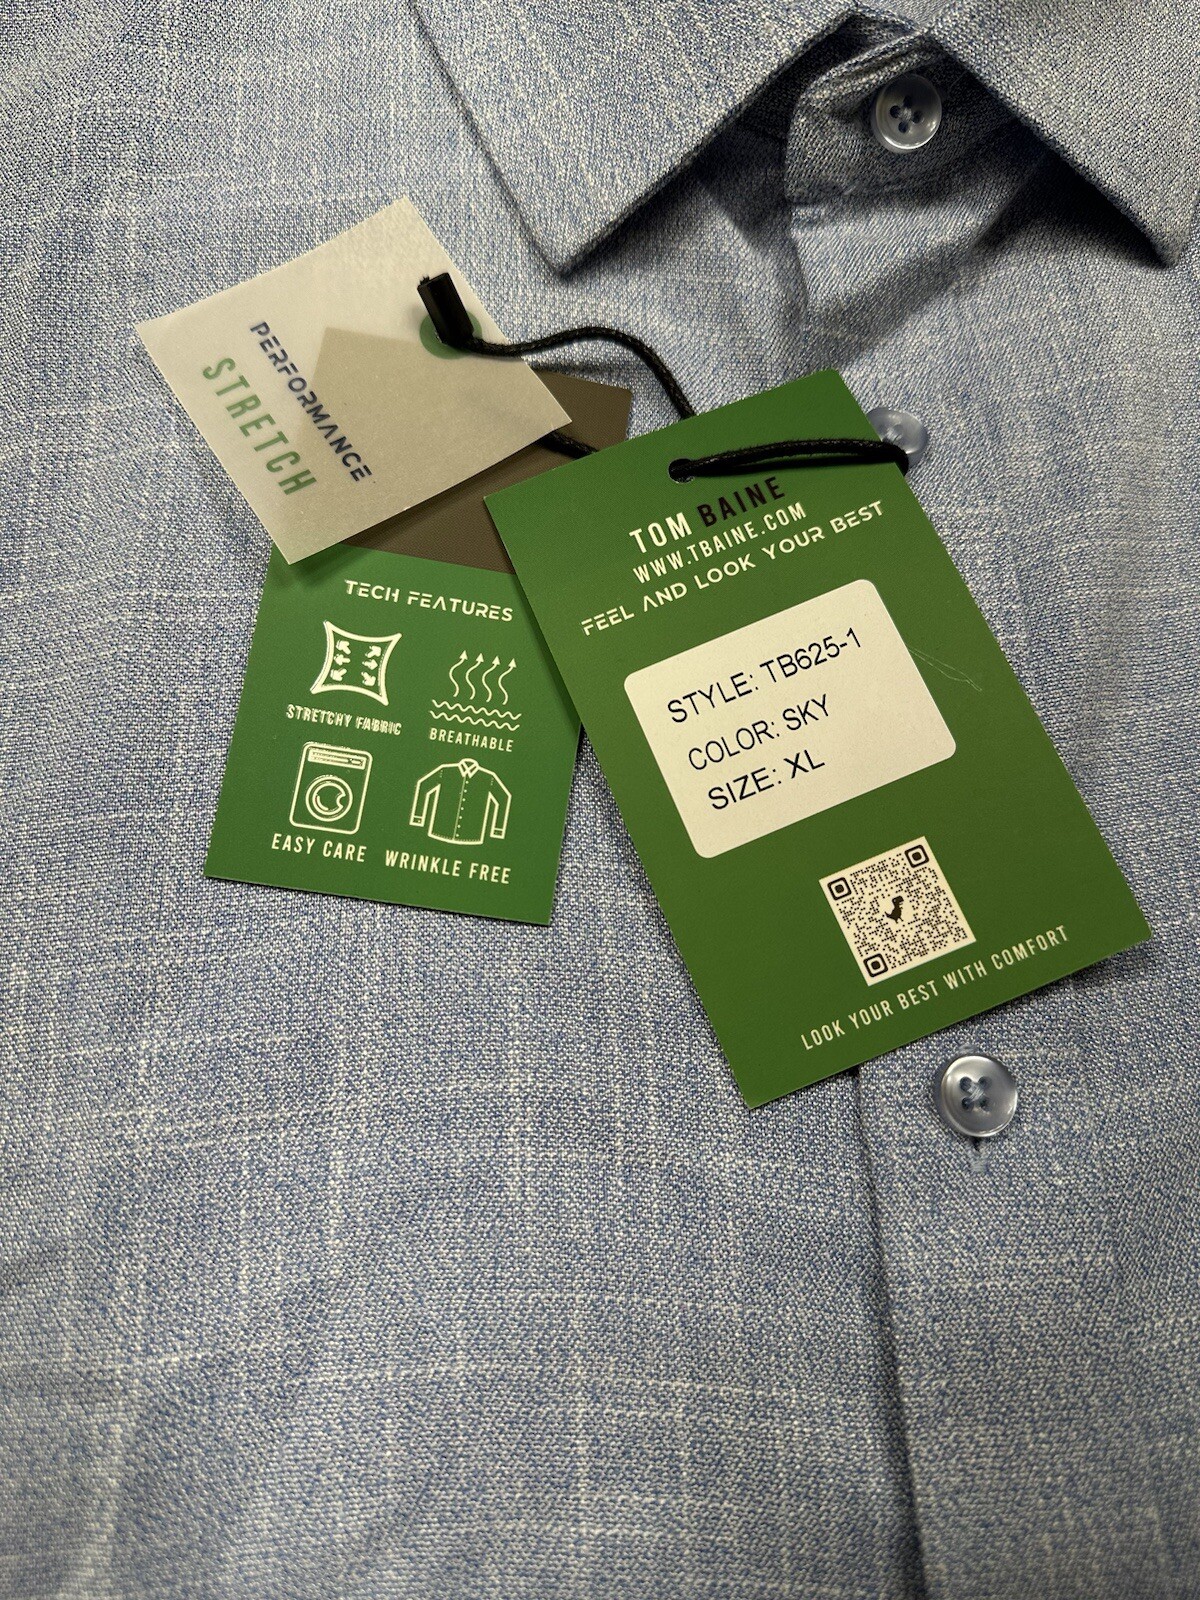 PERFORMANCE
STRETCH
TECH FEATURES
STRETCHY FABRIC
BREATHABLE
EASY CARE
WRINKLE FREE
TOM BAINE
WWW.TBAINE.COM
FEEL AND LOOK YOUR BEST
STYLE: TB625-1
COLOR: SKY
SIZE: XL
LOOK YOUR BEST WITH COMFORT